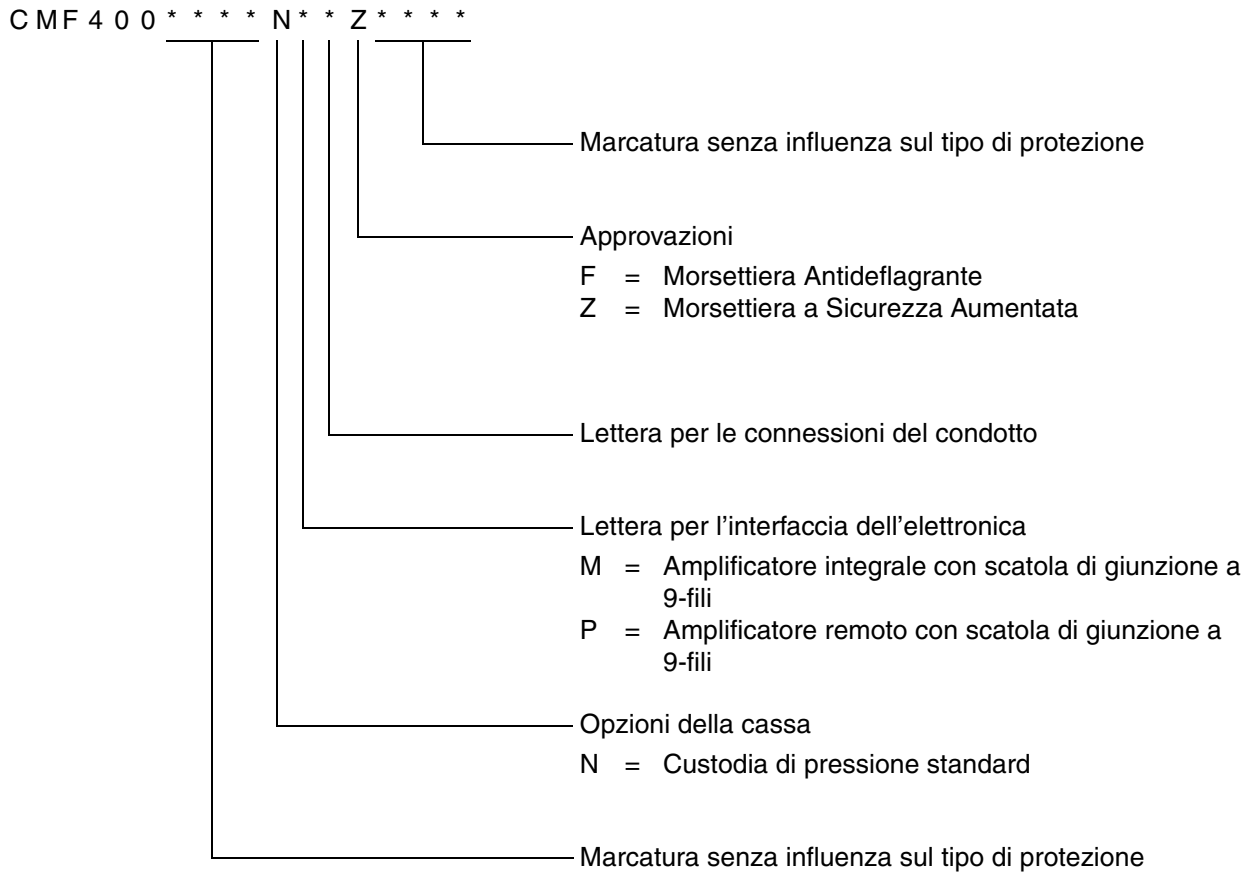 C M F 4 0 0 * * * * N * * Z * * * *
Marcatura senza influenza sul tipo di protezione
Approvazioni
F = Morsettiera Antideflagrante
Z = Morsettiera a Sicurezza Aumentata
Lettera per le connessioni del condotto
Lettera per l'interfaccia dell'elettronica
M = Amplificatore integrale con scatola di giunzione a
9-fili
P = Amplificatore remoto con scatola di giunzione a
9-fili
Opzioni della cassa
N = Custodia di pressione standard
Marcatura senza influenza sul tipo di protezione